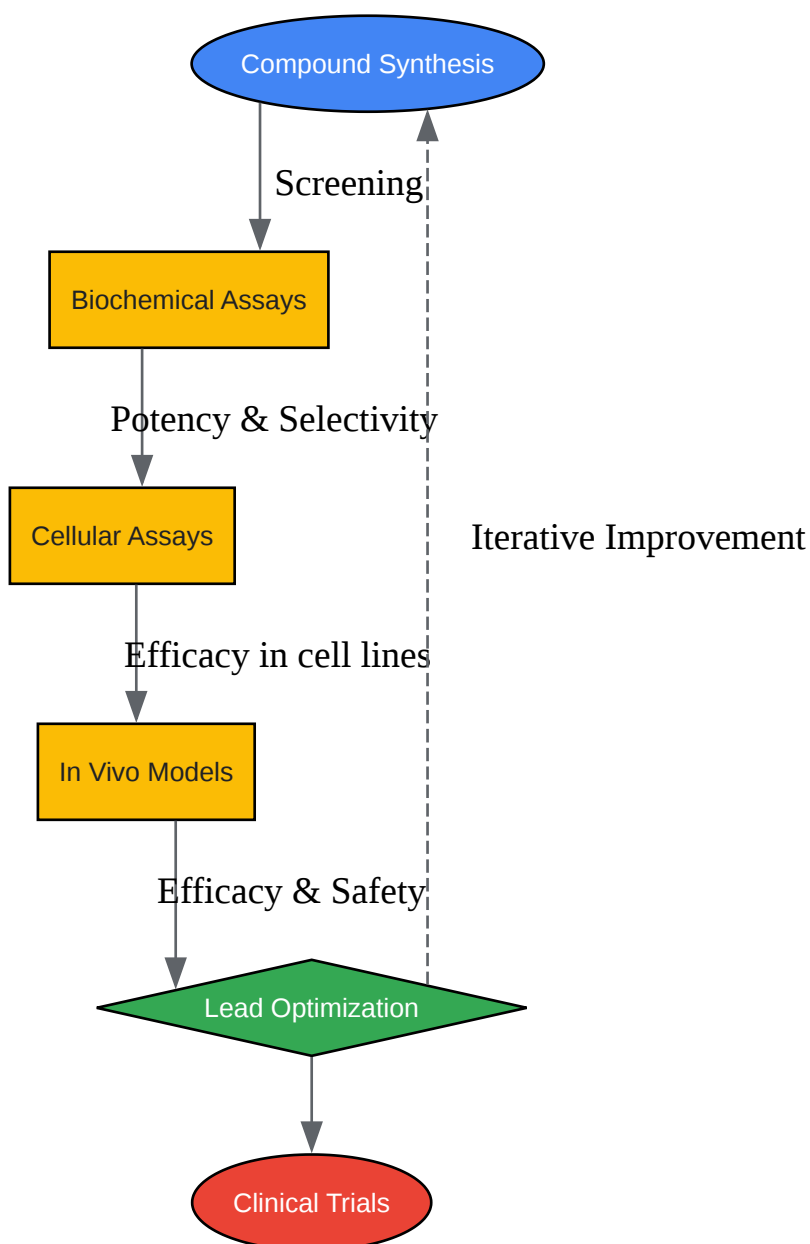 Compound Synthesis
Screening
Biochemical Assays
Potency & Selectivity
Cellular Assays
Iterative Improvement
Efficacy in cell lines
In Vivo Models
Efficacy & Safety
Lead Optimization
Clinical Trials